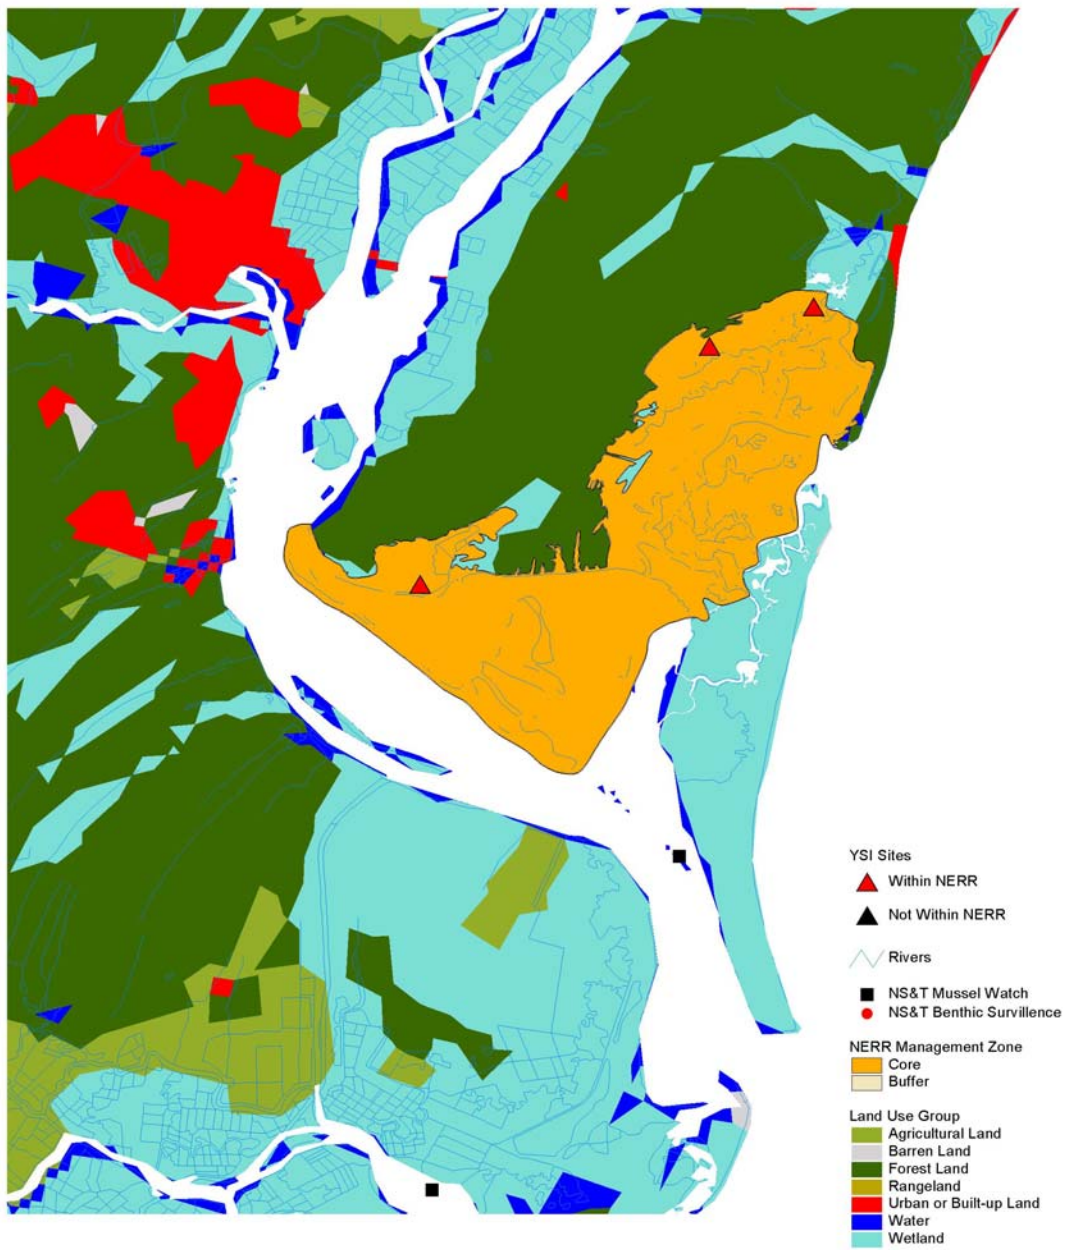 YSI Sites
Within NERR
Not Within NERR
Rivers
NS&T Mussel Watch
NS&T Benthic Survillence
NERR Management Zone
Core
Buffer
Land Use Group
Agricultural Land
Barren Land
Forest Land
Rangeland
Urban or Built-up Land
Water
Wetland